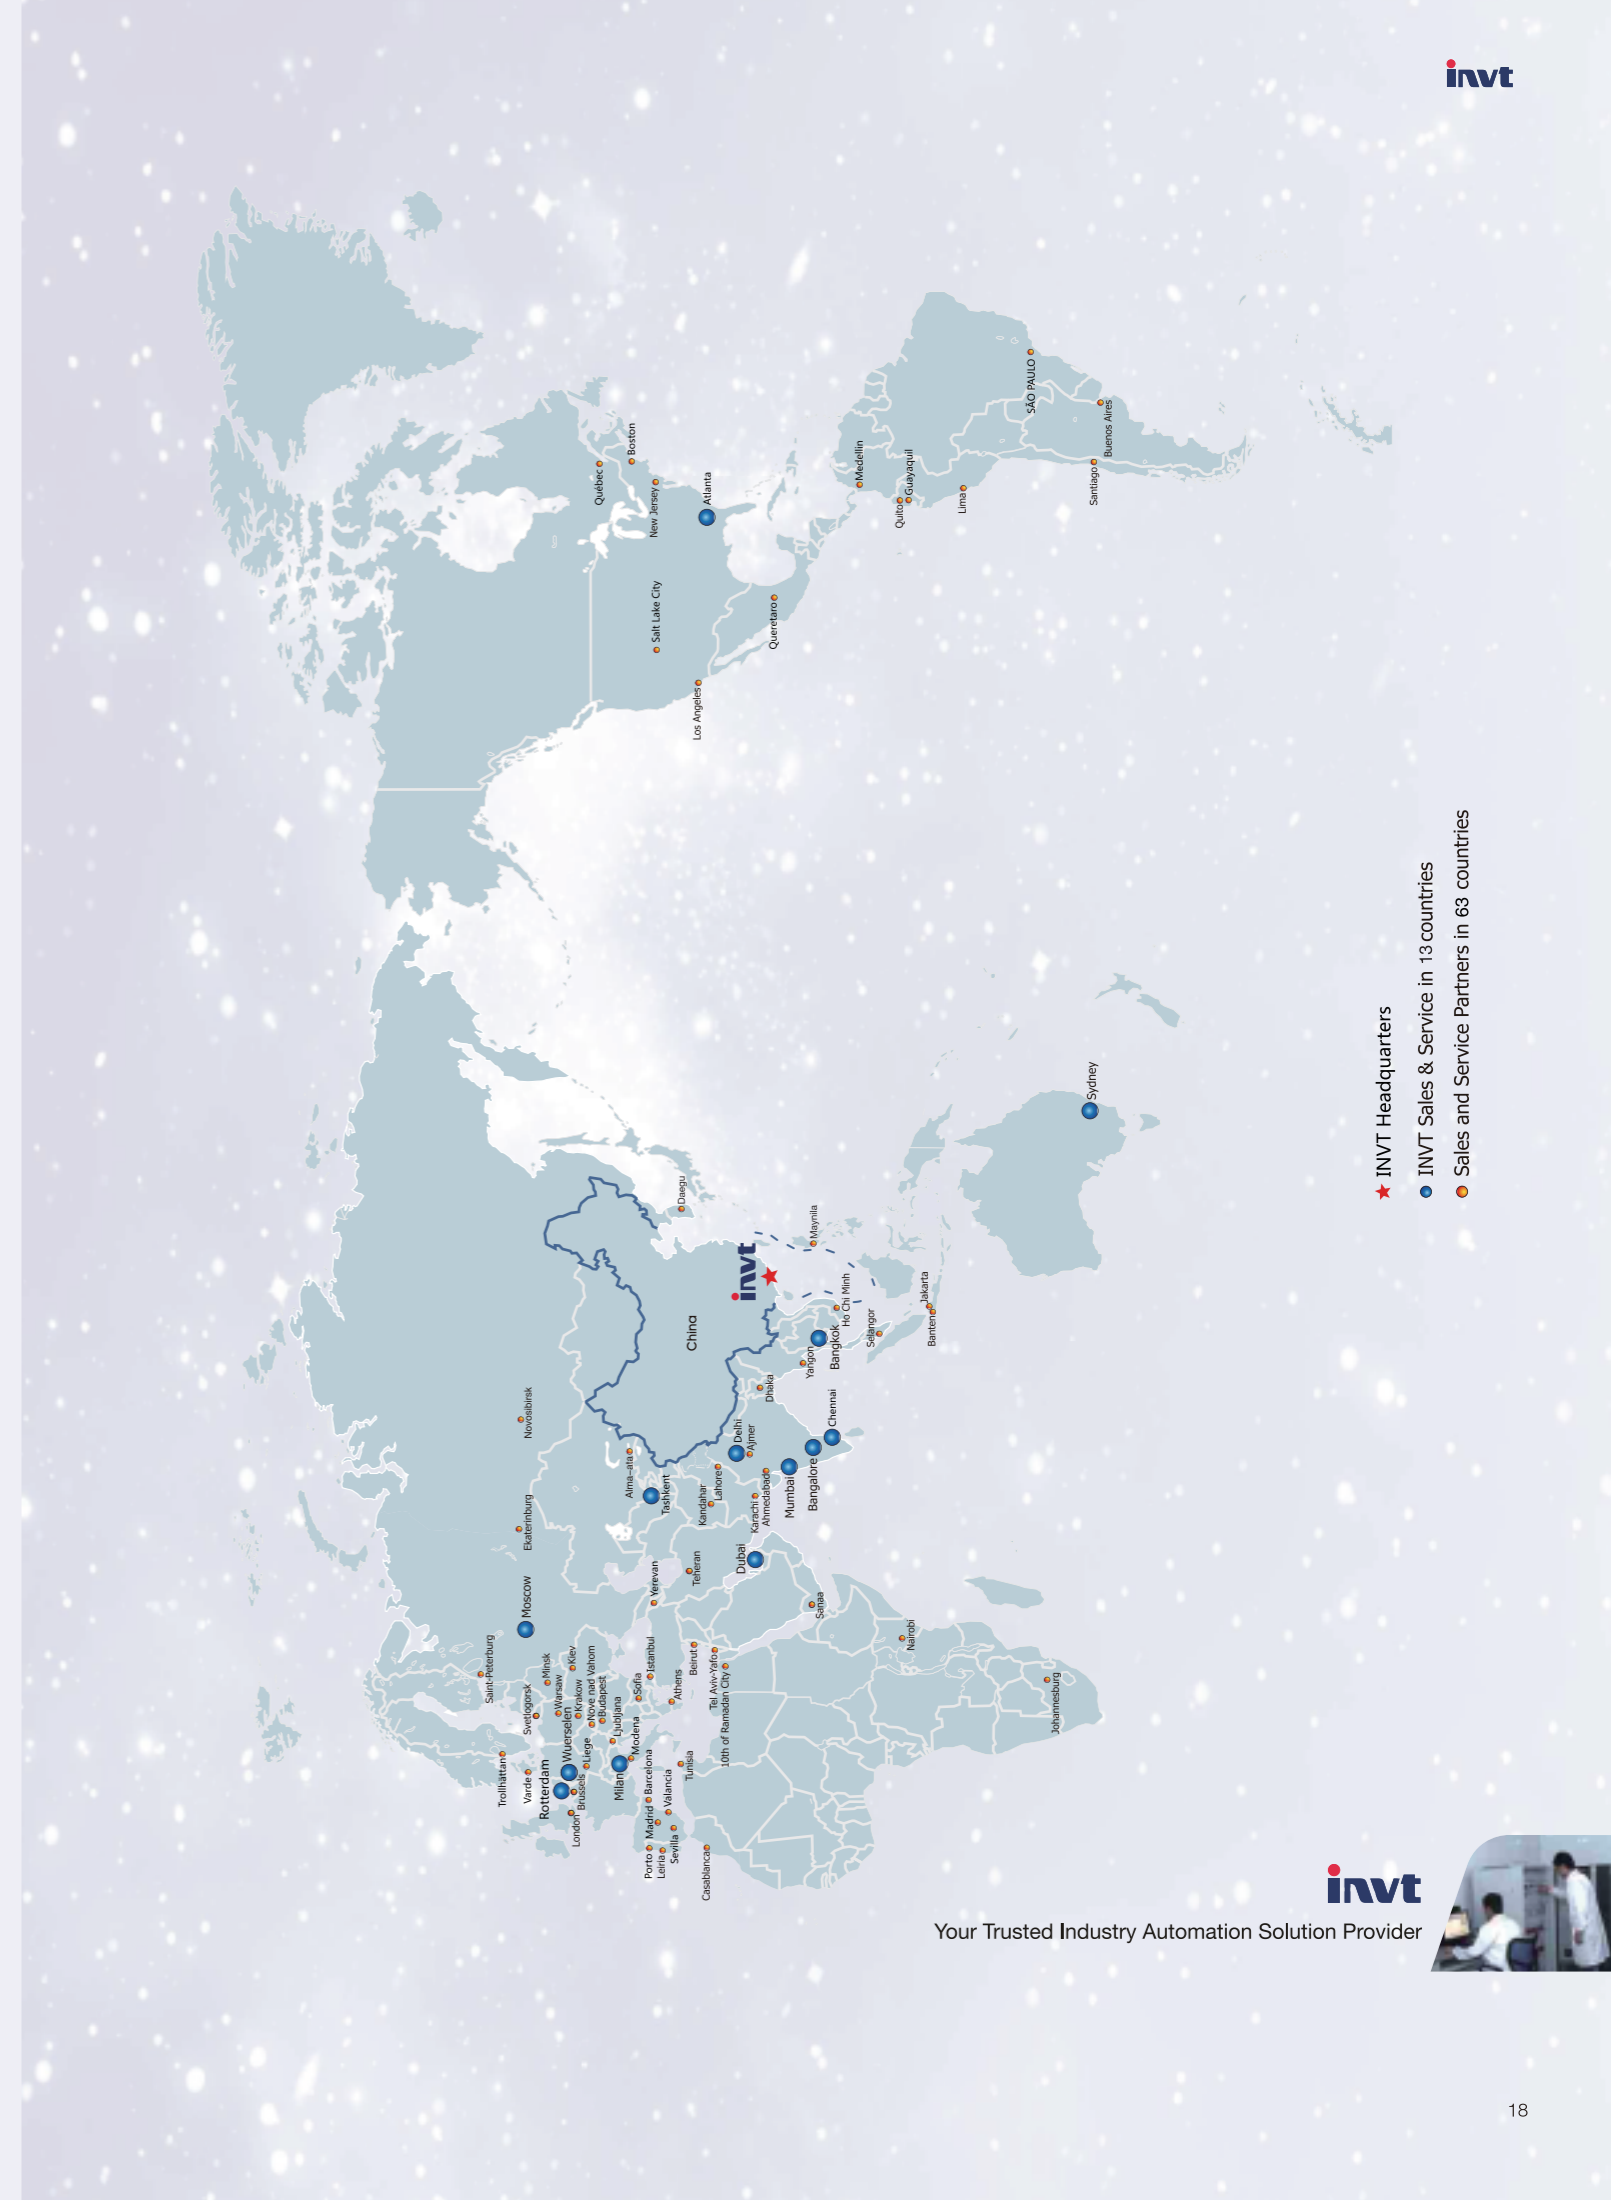 invt
Québec
Boston
New Jersey
Atlanta
Salt Lake City
Los Angeles
Queretaro
Medellin
Quito
Guayaquil
Lima
SÃO PAULO
Buenos Aires
Santiago
Sydney
Daegu
invt
China
Maynila
Ho Chi Minh
Selangor
Jakarta
Banten
Bangkok
Yangon
Dhaka
Chennai
Delhi
Ajmer
Bangalore
Mumbai
Ahmedabad
Karachi
Lahore
Kandahar
Alma-ata
Tashkent
Novosibirsk
Ekaterinburg
Moscow
Dubai
Teheran
Yerevan
Sanaa
Nairobi
Johannesburg
Saint-Peterburg
Minsk
Kiev
Svetlogorsk
Warsaw
Krakow
Nove nad Vahom
Budapest
Ljubljana
Sofia
Istanbul
Athens
Beirut
Tel Aviv-Yafo
10th of Ramadan City
Trollhättan
Varde
Rotterdam
Wuerselen
Liege
Brussels
London
Milan
Modena
Barcelona
Madrid
Valancia
Porto
Leiria
Sevilla
Tunisia
Casablanca
INVT Headquarters
INVT Sales & Service in 13 countries
Sales and Service Partners in 63 countries
invt
Your Trusted Industry Automation Solution Provider
18